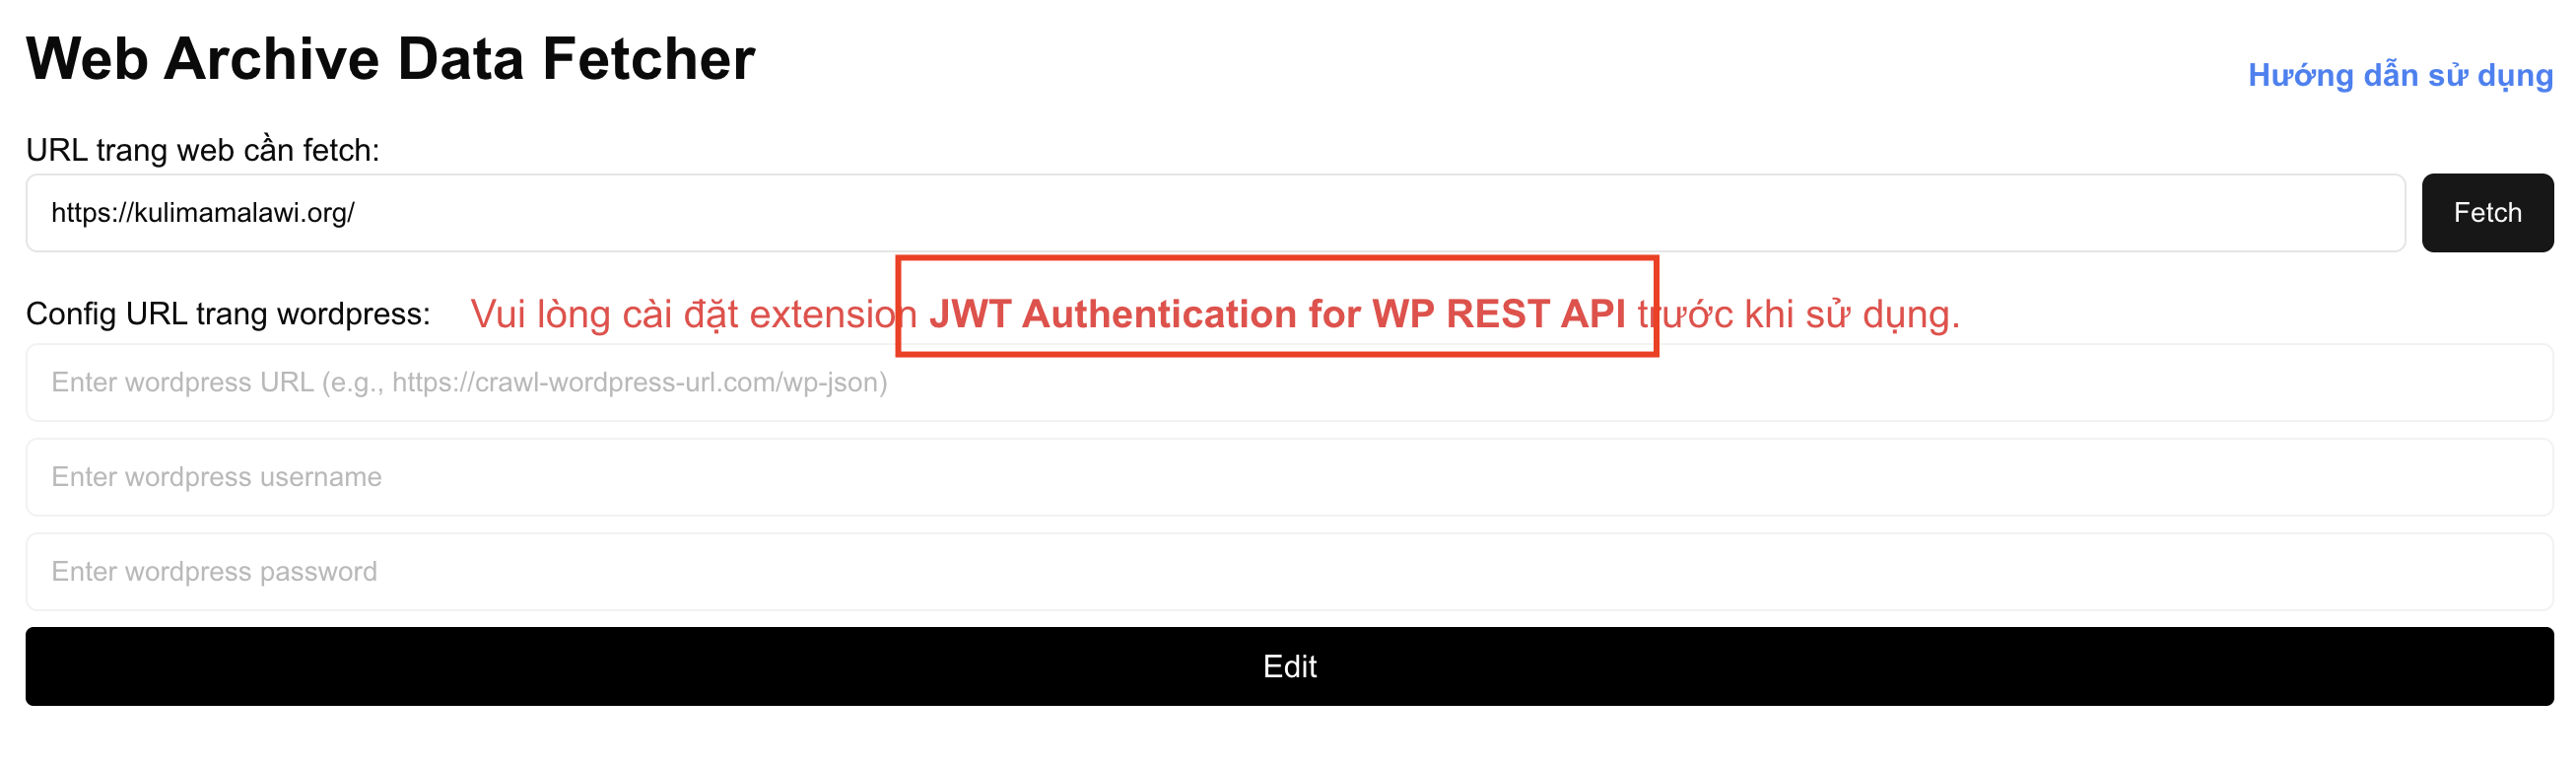 Web Archive Data Fetcher
Hướng dẫn sử dụng
URL trang web cần fetch:
https://kulimamalawi.org/
Fetch
Config URL trang wordpress:
Vui lòng cài đặt extension JWT Authentication for WP REST API trước khi sử dụng.
Enter wordpress URL (e.g., https://crawl-wordpress-url.com/wp-json)
Enter wordpress username
Enter wordpress password
Edit